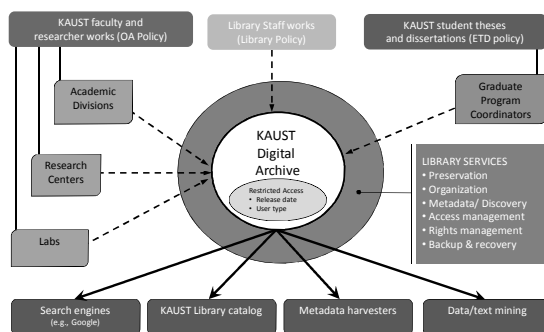 KAUST faculty and
researcher works (OA Policy)
Library Staff works
(Library Policy)
KAUST student theses
and dissertations (ETD policy)
Academic
Divisions
Graduate
Program
Coordinators
KAUST
Digital
Archive
Research
Centers
Restricted Access
• Release date
• User type
LIBRARY SERVICES
• Preservation
• Organization
• Metadata/ Discovery
• Access management
• Rights management
• Backup & recovery
Labs
Search engines
(e.g., Google)
KAUST Library catalog
Metadata harvesters
Data/text mining